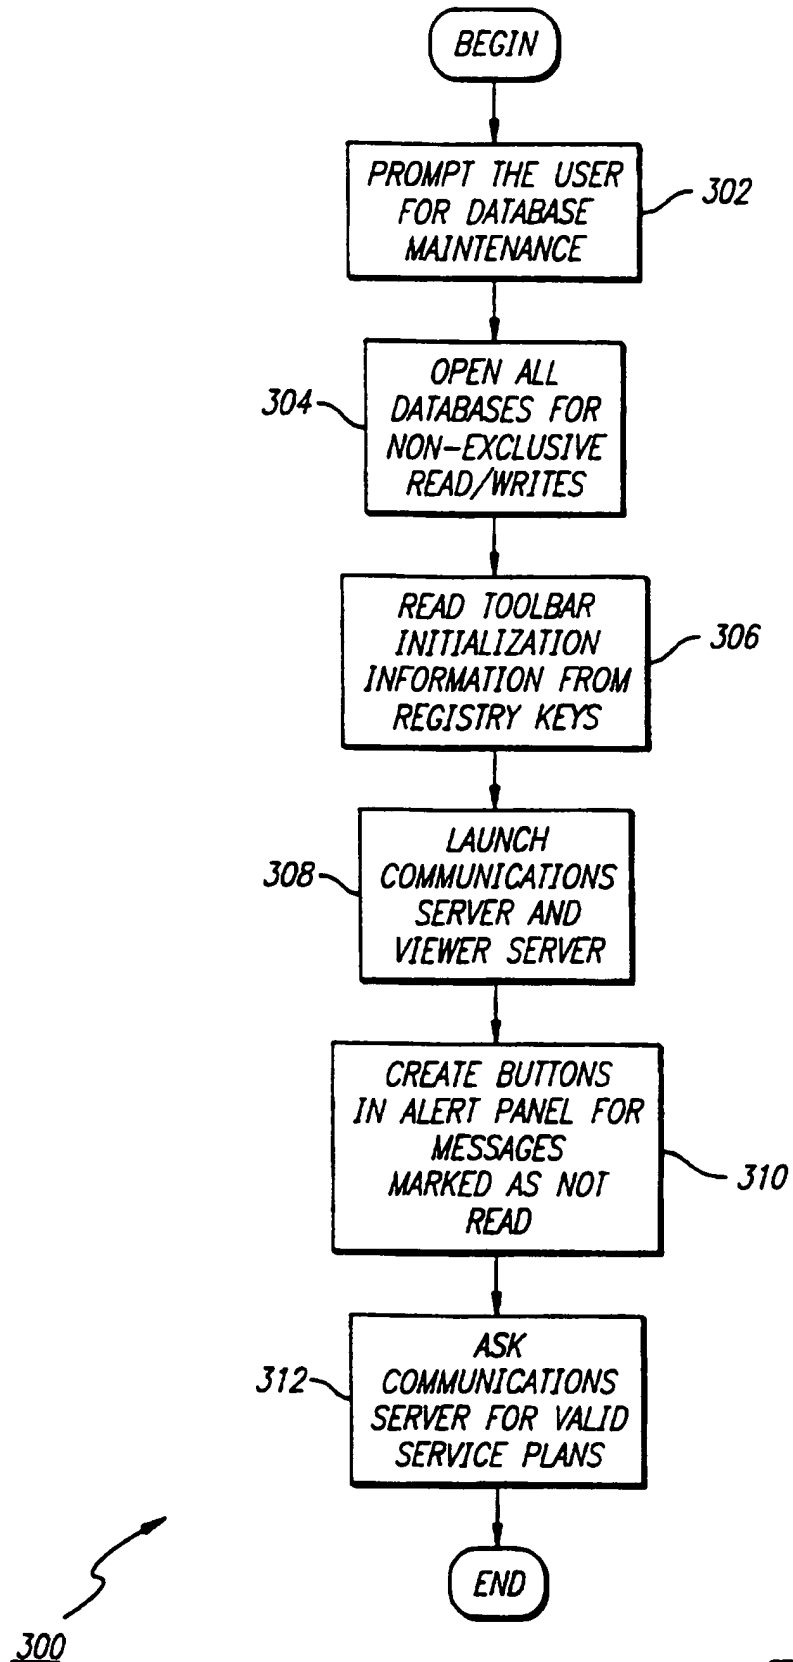 BEGIN
PROMPT THE USER
FOR DATABASE
MAINTENANCE
302
OPEN ALL
DATABASES FOR
NON-EXCLUSIVE
READ/WRITES
304
READ TOOLBAR
INITIALIZATION
INFORMATION FROM
REGISTRY KEYS
306
LAUNCH
COMMUNICATIONS
SERVER AND
VIEWER SERVER
308
CREATE BUTTONS
IN ALERT PANEL FOR
MESSAGES
MARKED AS NOT
READ
310
ASK
COMMUNICATIONS
SERVER FOR VALID
SERVICE PLANS
312
END
300